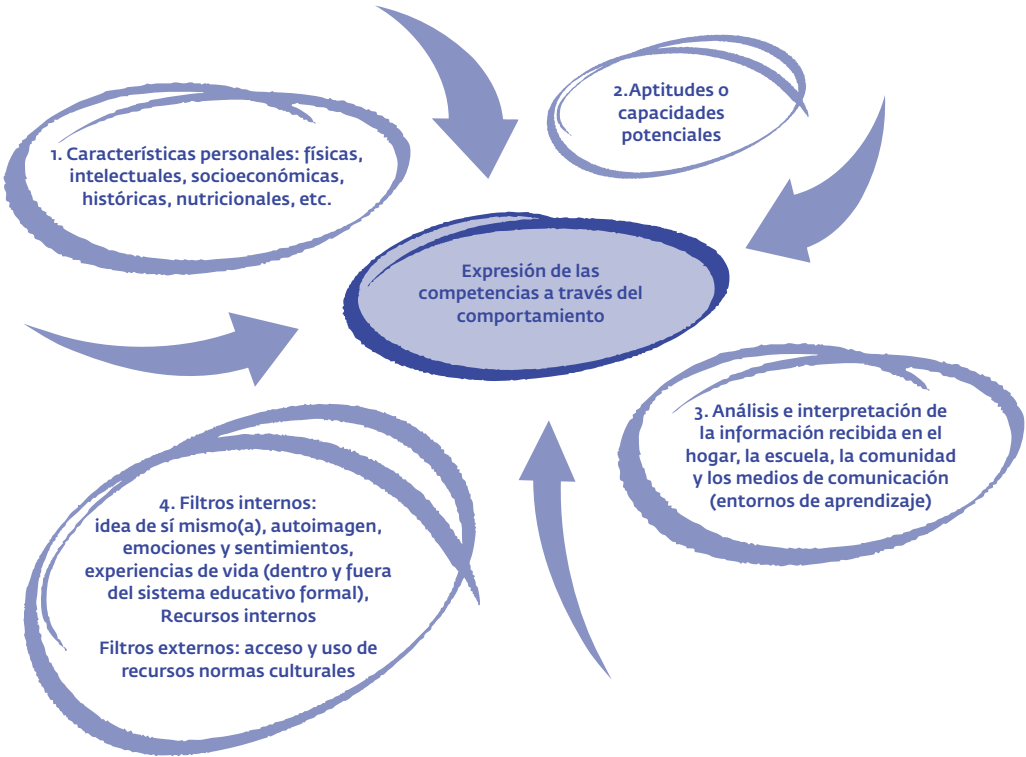 1. Características personales: físicas,
intelectuales, socioeconómicas,
históricas, nutricionales, etc.
2.Aptitudes o
capacidades
potenciales
Expresión de las
competencias a través del
comportamiento
3. Análisis e interpretación de
la información recibida en el
hogar, la escuela, la comunidad
y los medios de comunicación
(entornos de aprendizaje)
4. Filtros internos:
idea de sí mismo(a), autoimagen,
emociones y sentimientos,
experiencias de vida (dentro y fuera
del sistema educativo formal),
Recursos internos
Filtros externos: acceso y uso de
recursos normas culturales